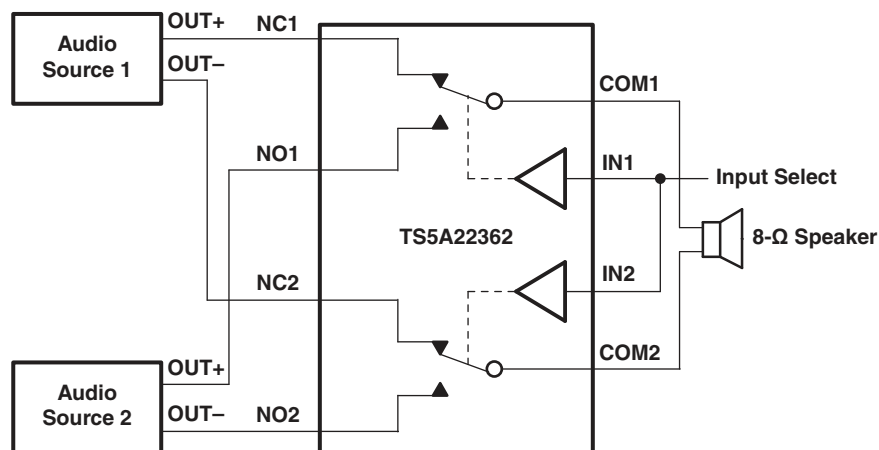 OUT+
NC1
Audio
Source 1
OUT–
COM1
NO1
IN1
Input Select
TS5A22362
8-Ω Speaker
NC2
IN2
COM2
OUT+
Audio
Source 2
OUT–
NO2